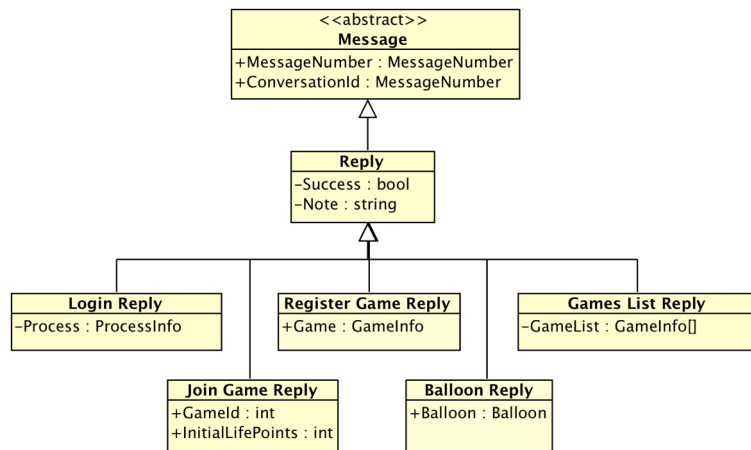 <<abstract>>
Message
+MessageNumber : MessageNumber
+ConversationId : MessageNumber
Reply
-Success : bool
-Note : string
Login Reply
-Process : ProcessInfo
Register Game Reply
+Game : GameInfo
Games List Reply
-GameList : GameInfo[]
Join Game Reply
+GameId : int
+InitialLifePoints : int
Balloon Reply
+Balloon : Balloon